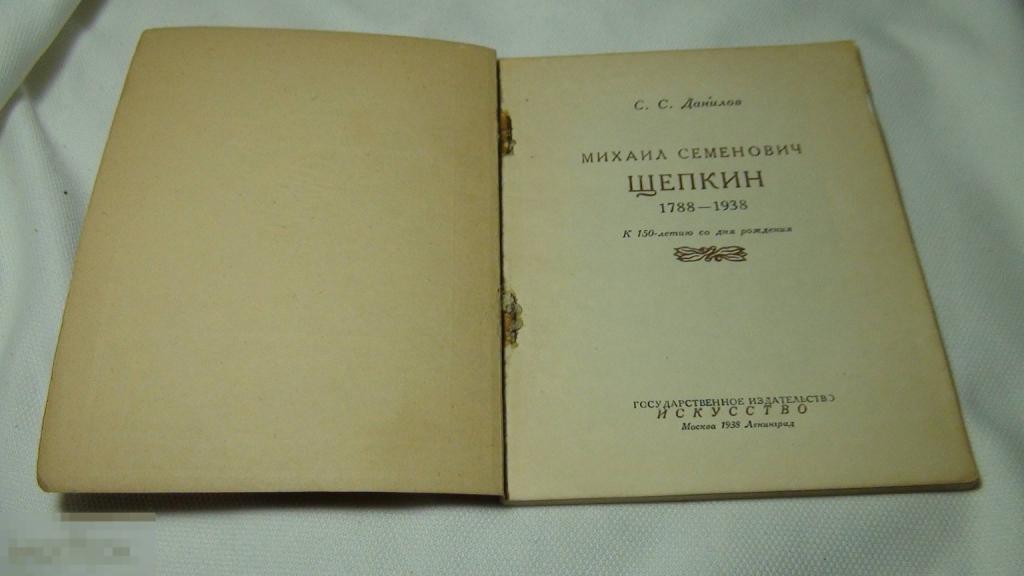 С. С. Данилов
МИХАИЛ СЕМЕНОВИЧ
ЩЕПКИН
1788—1938
К 150-летию со дня рождения
ГОСУДАРСТВЕННОЕ ИЗДАТЕЛЬСТВО
ИСКУССТВО
Москва 1938 Ленинград